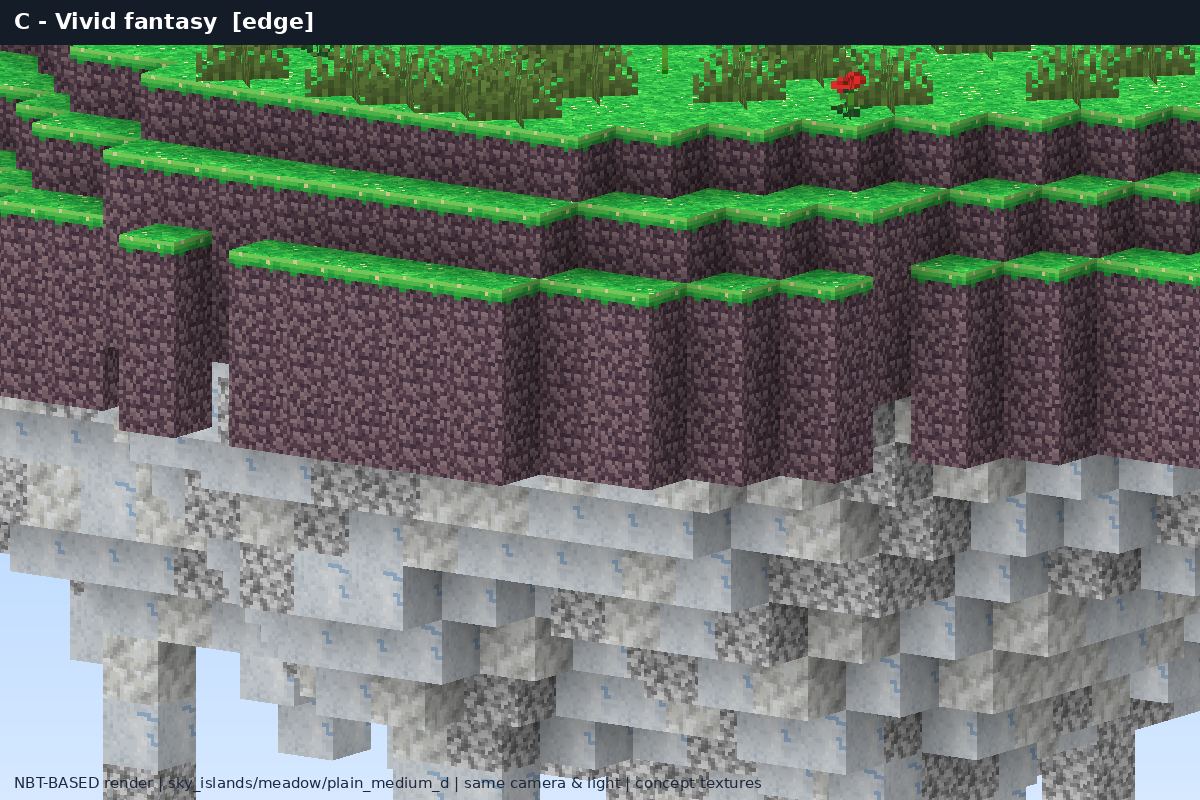 C - Vivid fantasy  [edge]
NBT-BASED render | sky_islands/meadow/plain_medium_d | same camera & light | concept textures